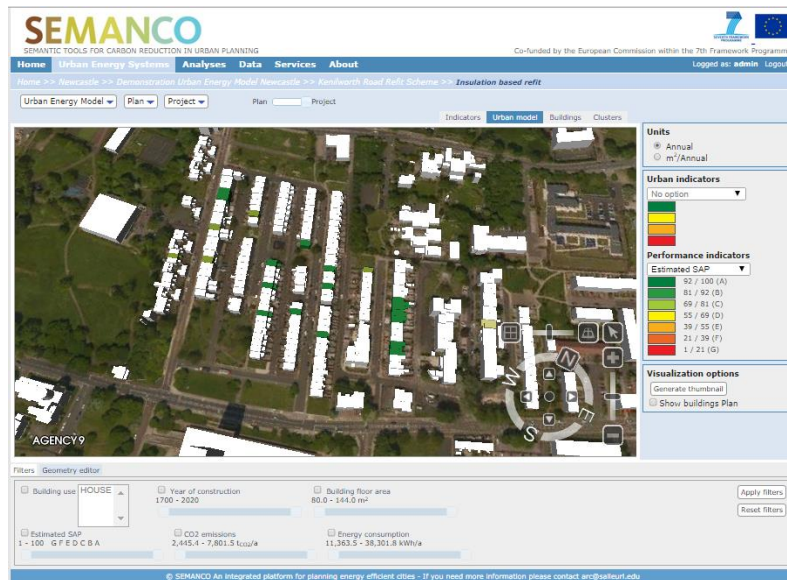 SEMANCO
SEMANTIC TOOLS FOR CARBON REDUCTION IN URBAN PLANNING
Co-funded by the European Commission within the 7th Framework Programm
Home Urban Energy Systems Analyses Data Services About
Logged as: admin Logout
Home >> Newcastle >> Demonstration Urban Energy Model Newcastle >> Kenilworth Road Refit Scheme >> Insulation based refit
Urban Energy Model Plan Project Plan Project
Indicators Urban model Buildings Clusters
Units
Annual
m²/Annual
Urban indicators
No option
Performance indicators
Estimated SAP
92 / 100 (A)
81 / 92 (B)
69 / 81 (C)
55 / 69 (D)
39 / 55 (E)
21 / 39 (F)
1 / 21 (G)
Visualization options
Generate thumbnail
Show buildings Plan
N
W
E
S
AGENCY9
Filters Geometry editor
Building use HOUSE
Year of construction
1700 - 2020
Building floor area
80.0 - 144.0 m²
Apply filters
Reset filters
Estimated SAP
1 - 100 G F E D C B A
CO2 emissions
2,445.4 - 7,801.5 tco2/a
Energy consumption
11,363.5 - 38,301.8 kWh/a
© SEMANCO An integrated platform for planning energy efficient cities - If you need more information please contact arc@salleurl.edu